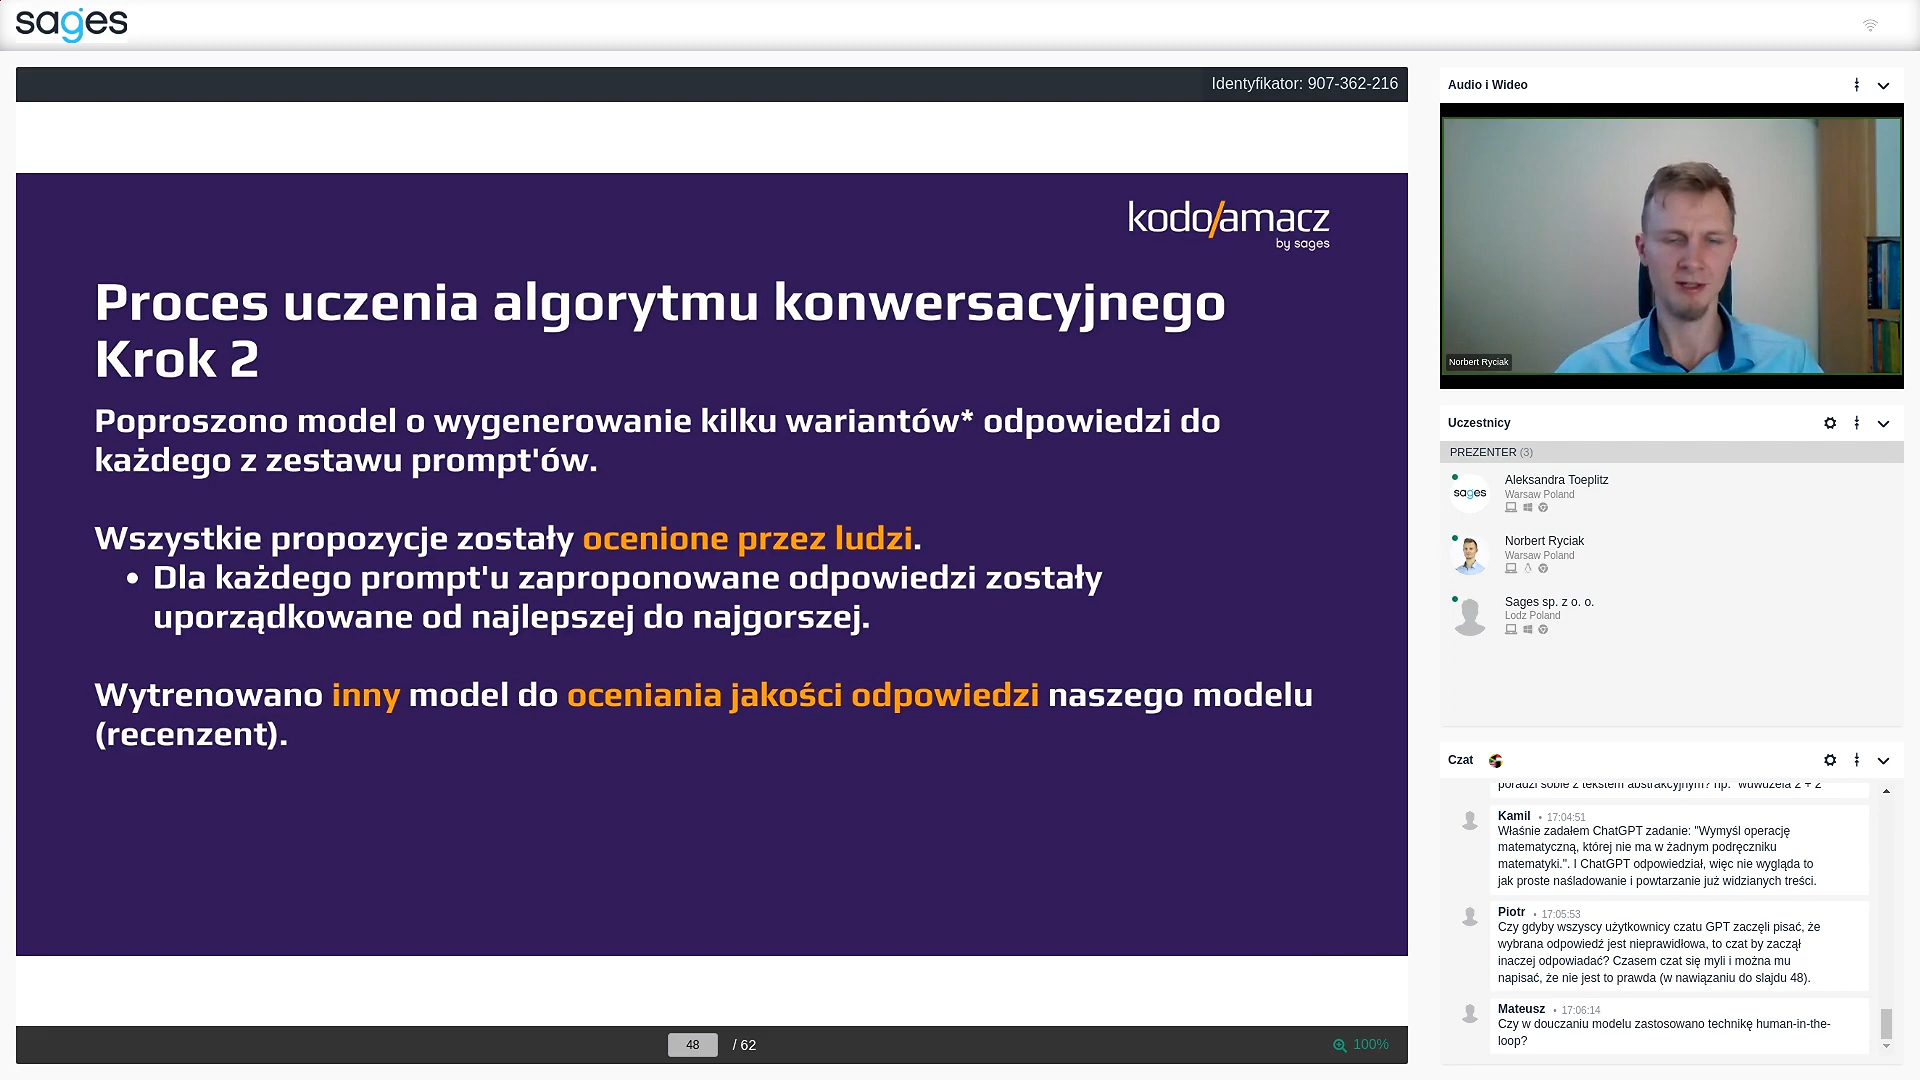 sages
Identyfikator: 907-362-216
kodołamacz
by sages
Proces uczenia algorytmu konwersacyjnego
Krok 2
Poproszono model o wygenerowanie kilku wariantów* odpowiedzi do
każdego z zestawu prompt'ów.
Wszystkie propozycje zostały ocenione przez ludzi.
• Dla każdego prompt'u zaproponowane odpowiedzi zostały
uporządkowane od najlepszej do najgorszej.
Wytrenowano inny model do oceniania jakości odpowiedzi naszego modelu
(recenzent).
48 / 62
100%
Audio i Wideo
Norbert Ryciak
Uczestnicy
PREZENTER (3)
sages
Aleksandra Toeplitz
Warsaw Poland
Norbert Ryciak
Warsaw Poland
Sages sp. z o. o.
Lodz Poland
Czat
poradzi sobie z tekstem abstrakcyjnym? np. "wuwuzela 2 + 2"
Kamil • 17:04:51
Właśnie zadałem ChatGPT zadanie: "Wymyśl operację
matematyczną, której nie ma w żadnym podręczniku
matematyki.". I ChatGPT odpowiedział, więc nie wygląda to
jak proste naśladowanie i powtarzanie już widzianych treści.
Piotr • 17:05:53
Czy gdyby wszyscy użytkownicy czatu GPT zaczęli pisać, że
wybrana odpowiedź jest nieprawidłowa, to czat by zaczął
inaczej odpowiadać? Czasem czat się myli i można mu
napisać, że nie jest to prawda (w nawiązaniu do slajdu 48).
Mateusz • 17:06:14
Czy w douczaniu modelu zastosowano technikę human-in-the-
loop?